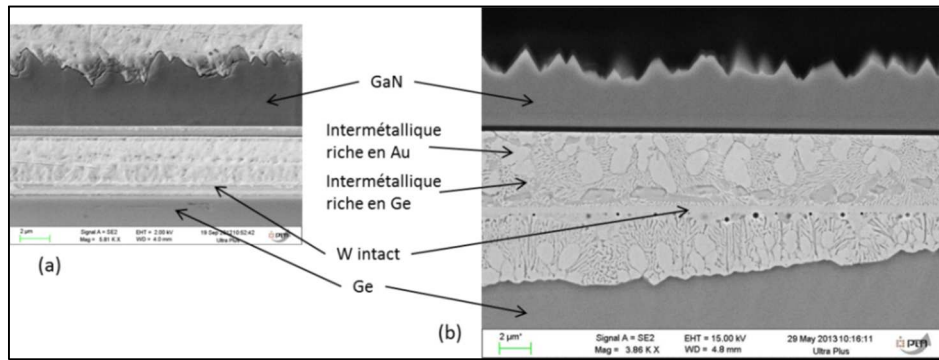 GaN
Intermétallique
riche en Au
Intermétallique
riche en Ge
W intact
Ge
(a)
2 µm
Signal A = SE2
Mag = 5.81 K X
EHT = 2.00 kV
WD = 4.0 mm
Ultra Plus
(b)
2 µm
Signal A = SE2
Mag = 3.86 K X
EHT = 15.00 kV
WD = 4.8 mm
29 May 2013 10:16:11
Ultra Plus